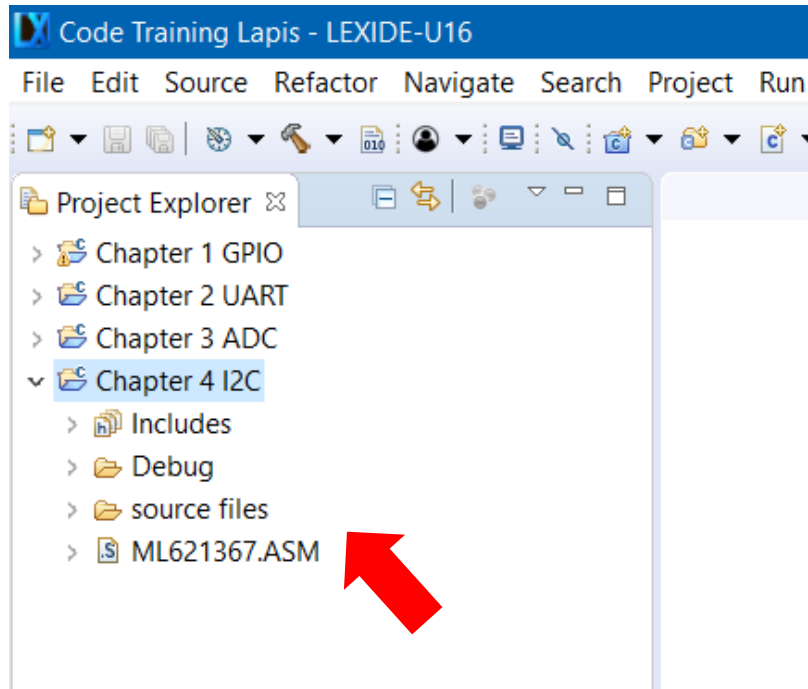 Code Training Lapis - LEXIDE-U16
File Edit Source Refactor Navigate Search Project Run
010
Project Explorer
Chapter 1 GPIO
Chapter 2 UART
Chapter 3 ADC
Chapter 4 I2C
Includes
Debug
source files
ML621367.ASM